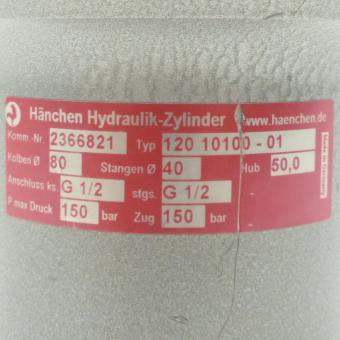 Hänchen Hydraulik-Zylinder www.haenchen.de
Komm.-Nr. 2366821 Typ 120 10100 - 01
Kolben Ø 80 Stangen Ø 40 Hub 50,0
Anschluss ks. G 1/2 stgs. G 1/2
P max Druck 150 bar Zug 150 bar
Made in Germany